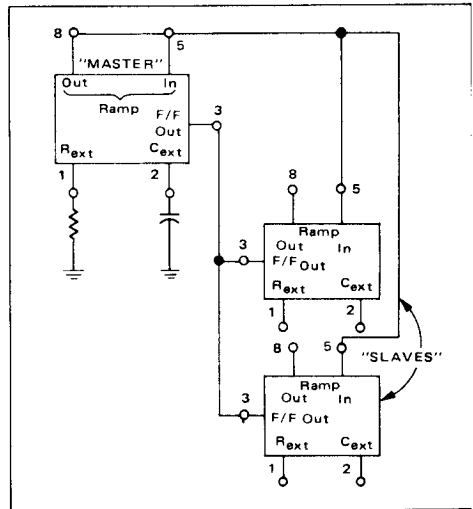 8
5
"MASTER"
Out In
Ramp
F/F
Out
3
Rext Cext
1 2
8
5
Ramp
Out In
3
F/F Out
Rext Cext
1 2
8
5
"SLAVES"
Ramp
Out In
3
F/F Out
Rext Cext
1 2